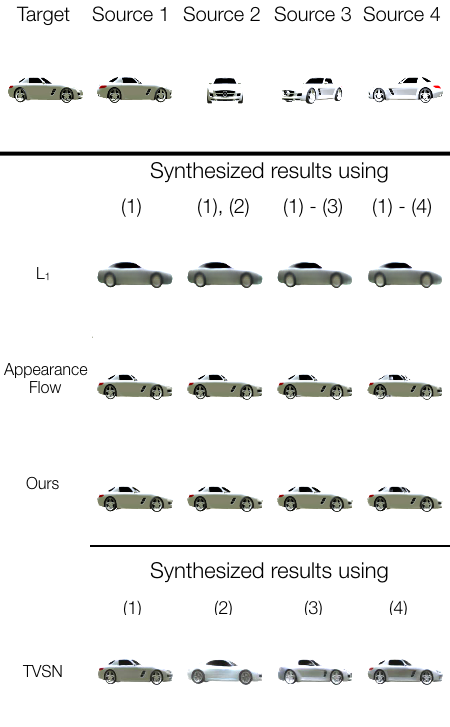 Target Source 1 Source 2 Source 3 Source 4
Synthesized results using
(1) (1), (2) (1) - (3) (1) - (4)
L₁
Appearance
Flow
Ours
Synthesized results using
(1) (2) (3) (4)
TVSN